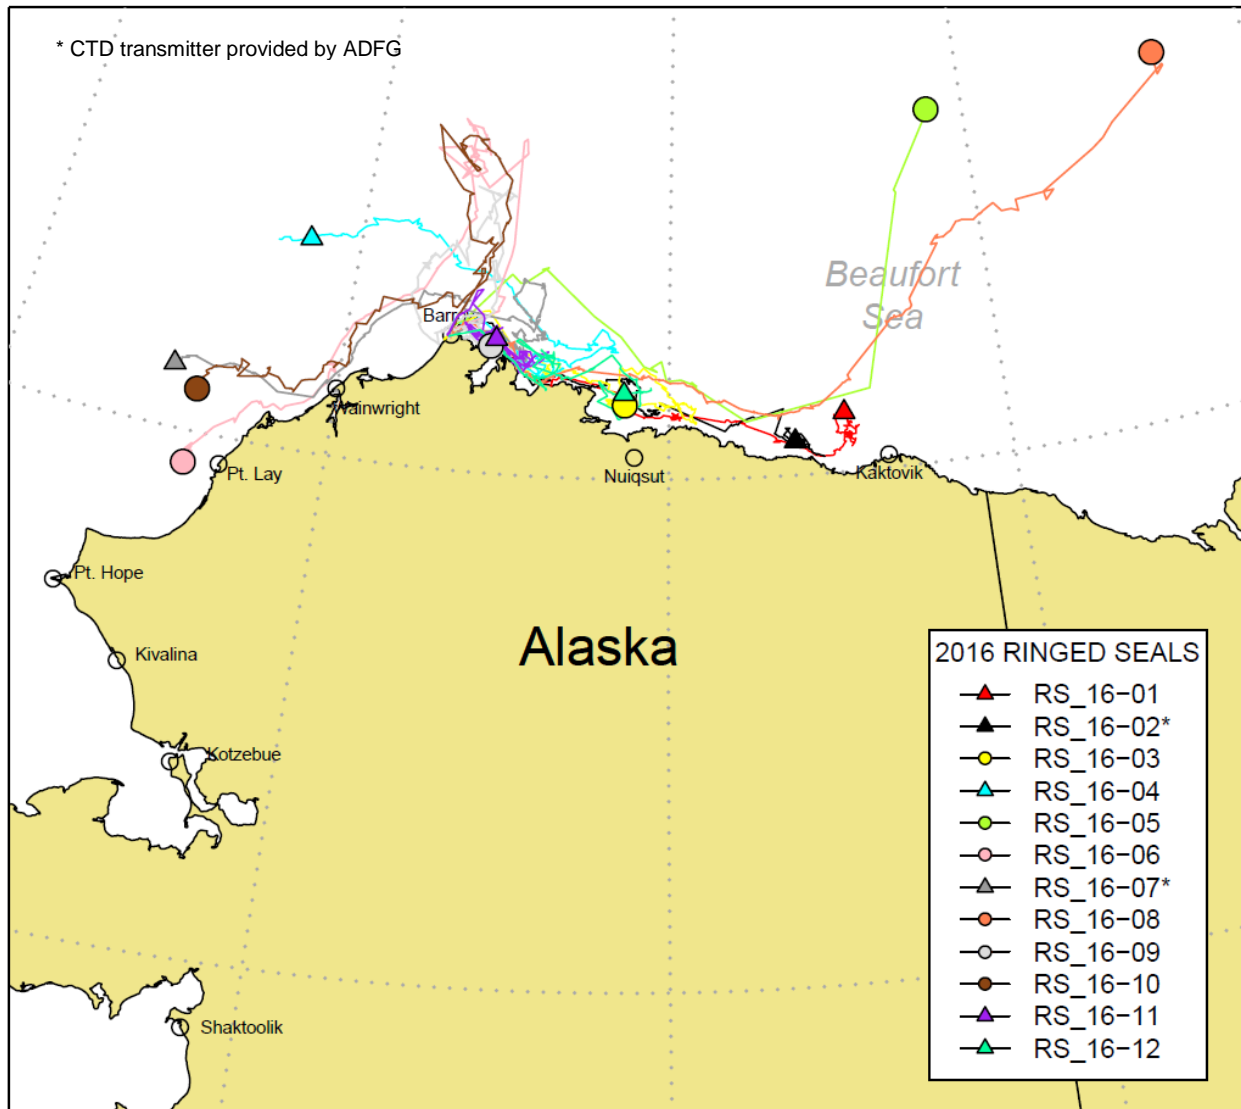 * CTD transmitter provided by ADFG
Beaufort
Sea
Barr
Wainwright
Pt. Lay
Nuiqsut
Kaktovik
Pt. Hope
Kivalina
Alaska
Kotzebue
Shaktoolik
2016 RINGED SEALS
RS_16-01
RS_16-02*
RS_16-03
RS_16-04
RS_16-05
RS_16-06
RS_16-07*
RS_16-08
RS_16-09
RS_16-10
RS_16-11
RS_16-12